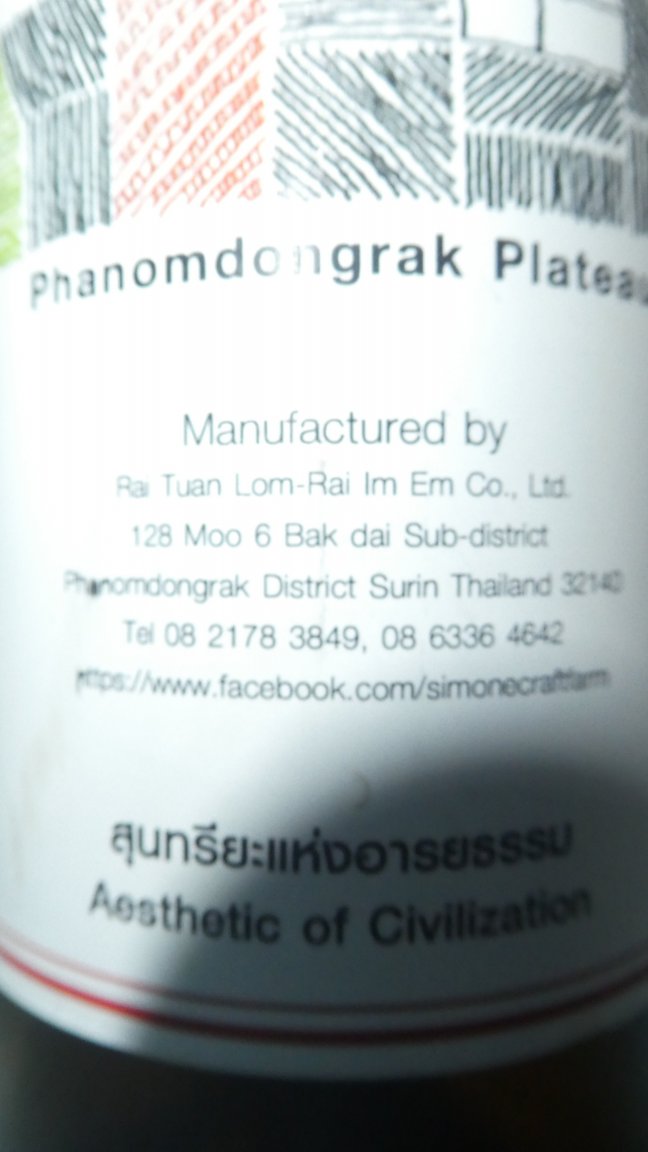 Phanomdongrak Plateau
Manufactured by
Rai Tuan Lom-Rai Im Em Co., Ltd.
128 Moo 6 Bak dai Sub-district
Phanomdongrak District Surin Thailand 32140
Tel 08 2178 3849, 08 6336 4642
https://www.facebook.com/simonecraftfarm
สุนทรียะแห่งอารยธรรม
Aesthetic of Civilization